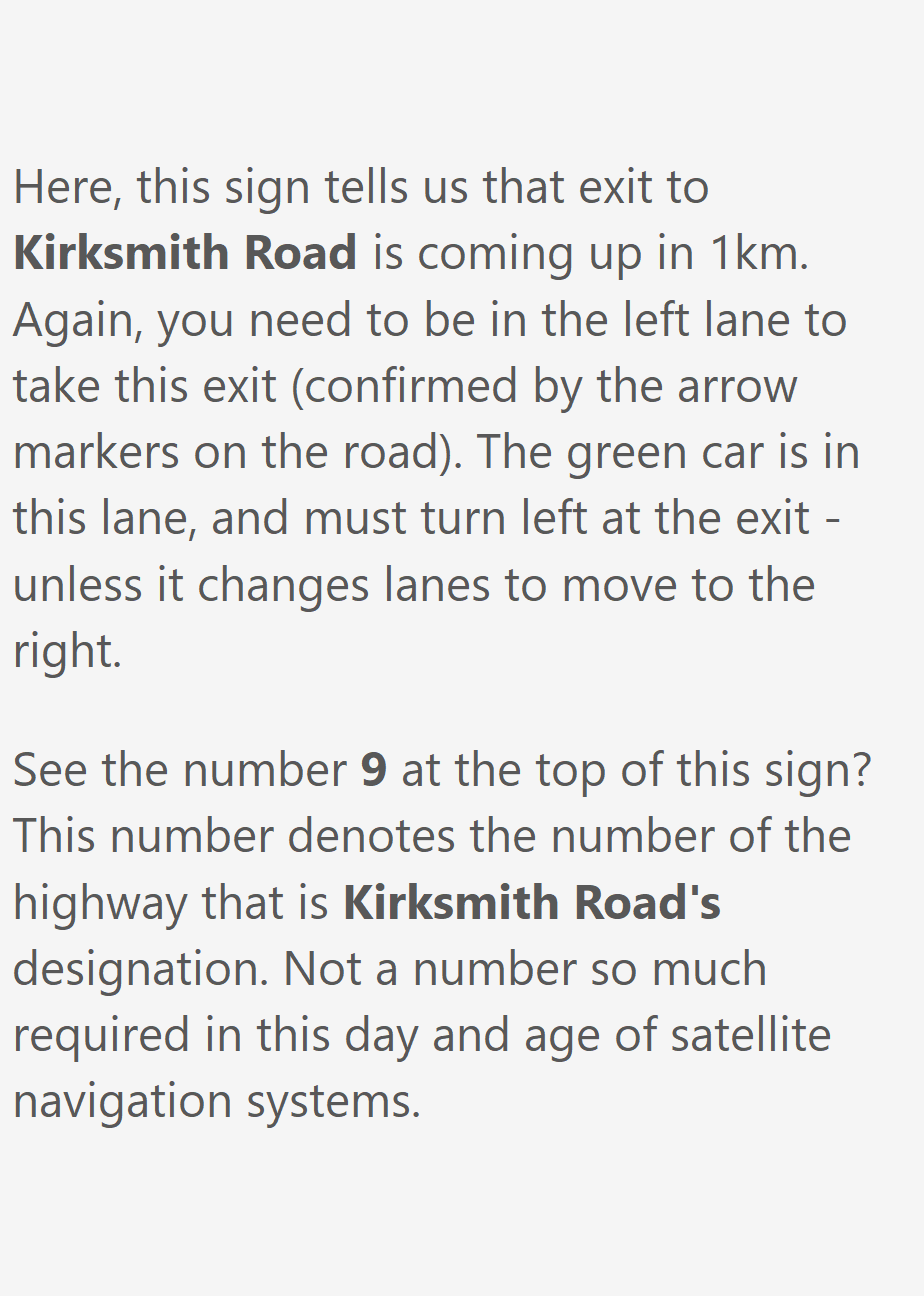 Here, this sign tells us that exit to
Kirksmith Road is coming up in 1km.
Again, you need to be in the left lane to
take this exit (confirmed by the arrow
markers on the road). The green car is in
this lane, and must turn left at the exit -
unless it changes lanes to move to the
right.
See the number 9 at the top of this sign?
This number denotes the number of the
highway that is Kirksmith Road's
designation. Not a number so much
required in this day and age of satellite
navigation systems.